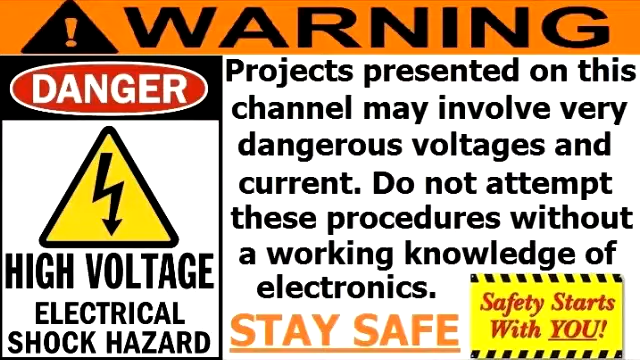 WARNING
DANGER
HIGH VOLTAGE
ELECTRICAL
SHOCK HAZARD
Projects presented on this
channel may involve very
dangerous voltages and
current. Do not attempt
these procedures without
a working knowledge of
electronics.
STAY SAFE
Safety Starts
With YOU!